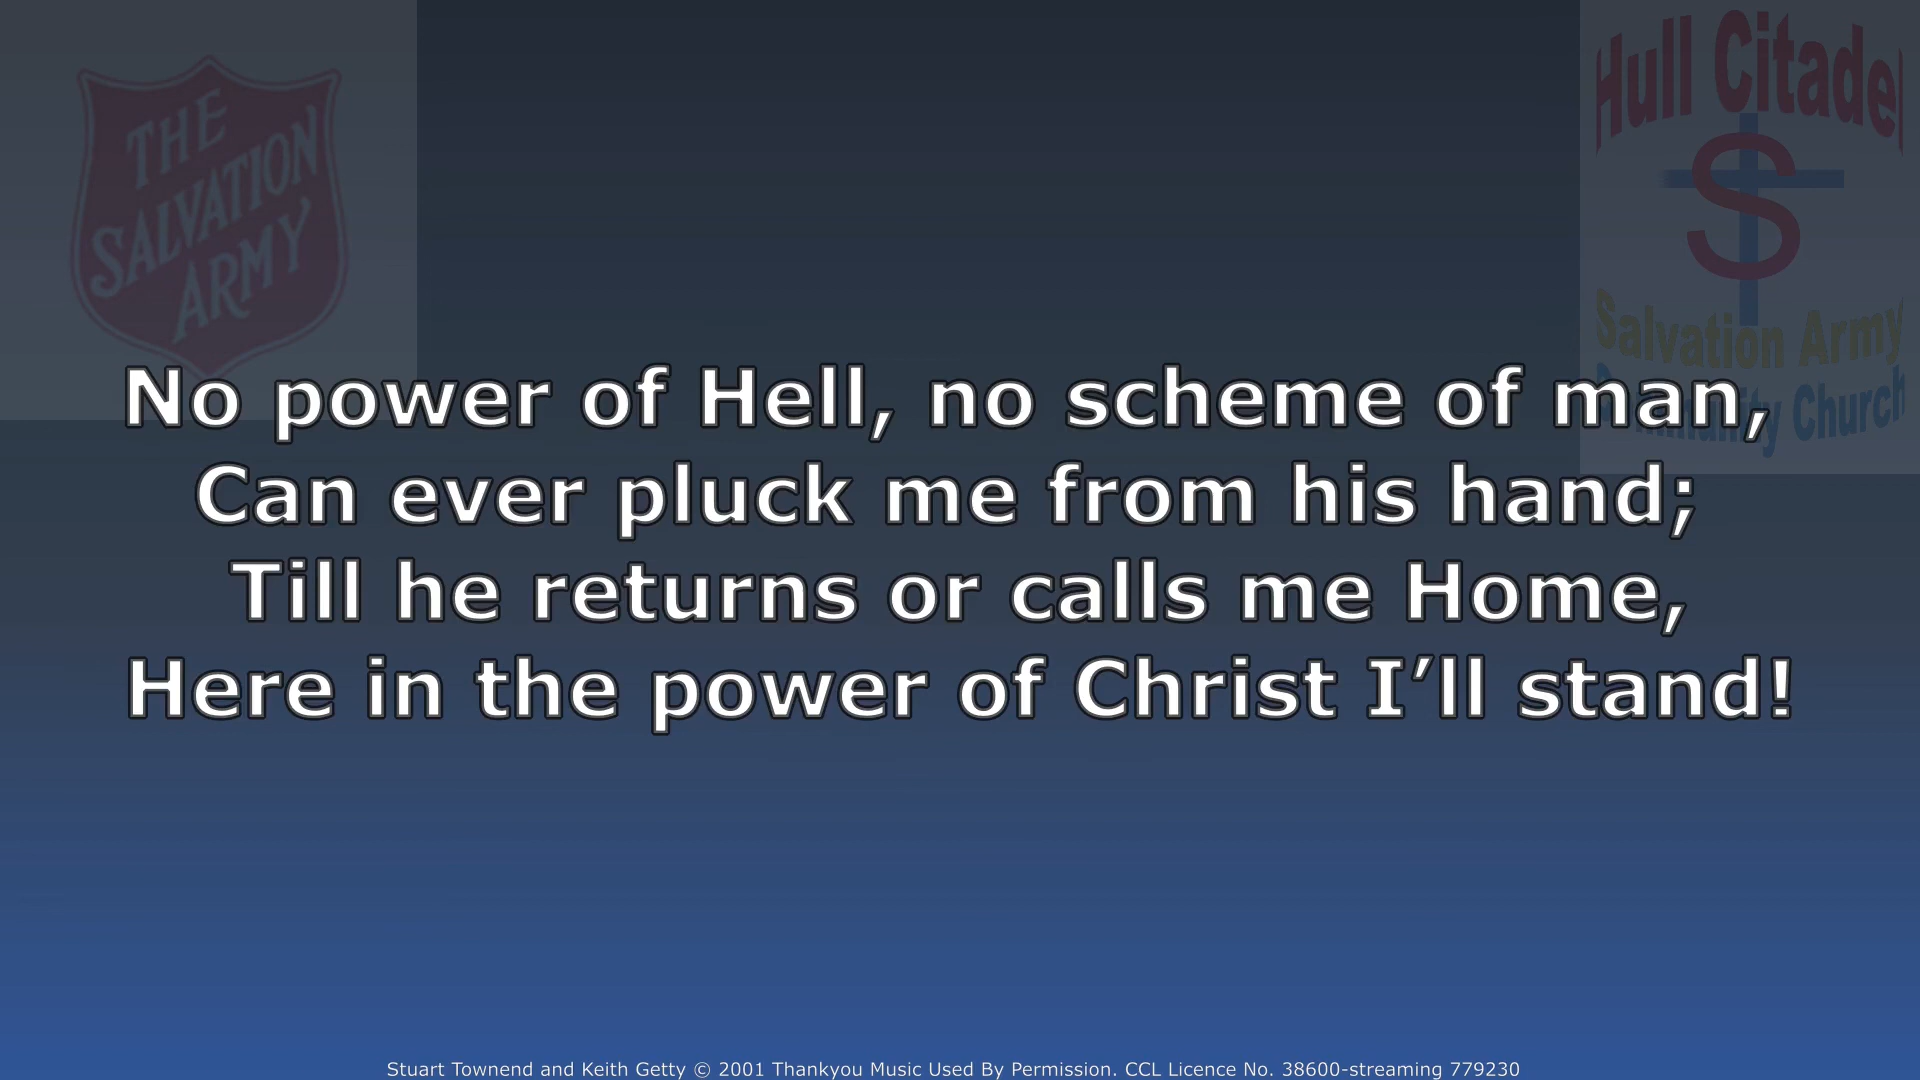 THE
SALVATION
ARMY
Hull Citadel
S
Salvation Army
Community Church
No power of Hell, no scheme of man,
Can ever pluck me from his hand;
Till he returns or calls me Home,
Here in the power of Christ I’ll stand!
Stuart Townend and Keith Getty © 2001 Thankyou Music Used By Permission. CCL Licence No. 38600-streaming 779230